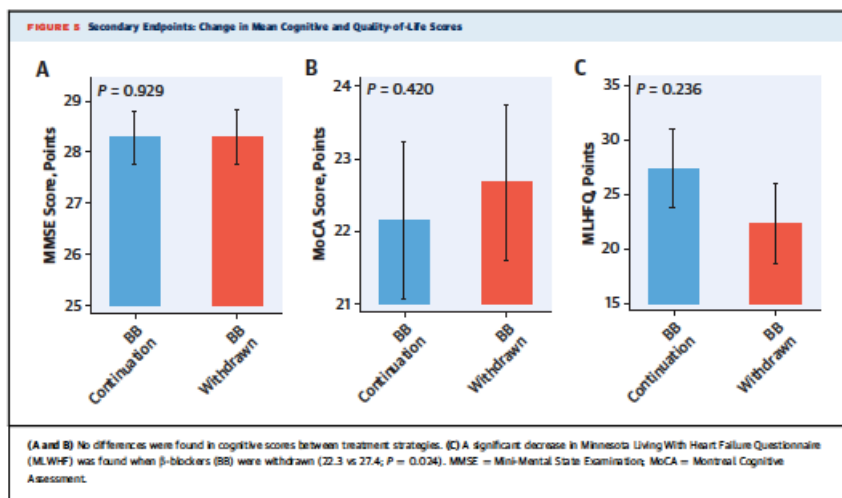 FIGURE 5 Secondary Endpoints: Change in Mean Cognitive and Quality-of-Life Scores
A
P = 0.929
MMSE Score, Points
29
28
27
26
25
BB
Continuation
BB
Withdrawn
B
P = 0.420
MoCA Score, Points
24
23
22
21
BB
Continuation
BB
Withdrawn
C
P = 0.236
MLHFQ, Points
35
30
25
20
15
BB
Continuation
BB
Withdrawn
(A and B) No differences were found in cognitive scores between treatment strategies. (C) A significant decrease in Minnesota Living With Heart Failure Questionnaire
(MLWHF) was found when β-blockers (BB) were withdrawn (22.3 vs 27.4; P = 0.024). MMSE = Mini-Mental State Examination; MoCA = Montreal Cognitive
Assessment.